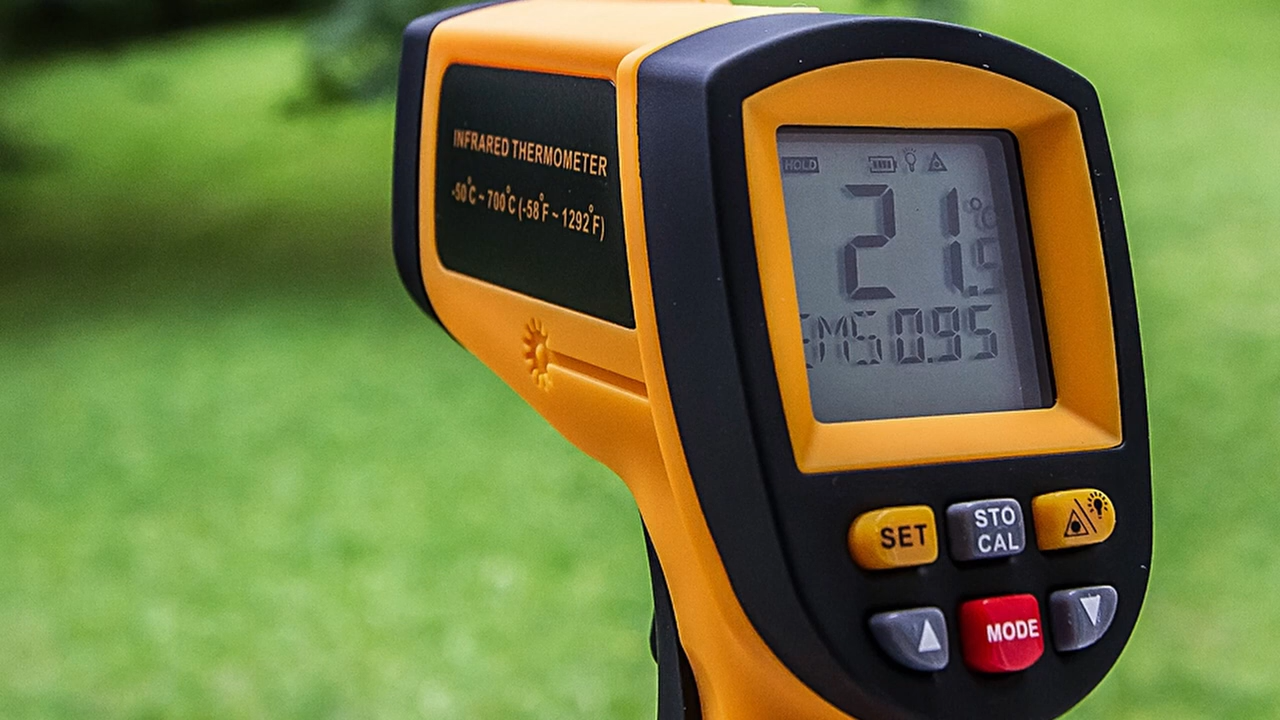 INFRARED THERMOMETER
-50°C ~ 700°C (-58°F ~ 1292°F)
HOLD
21.5 °C
EMS 0.95
SET
STO
CAL
MODE